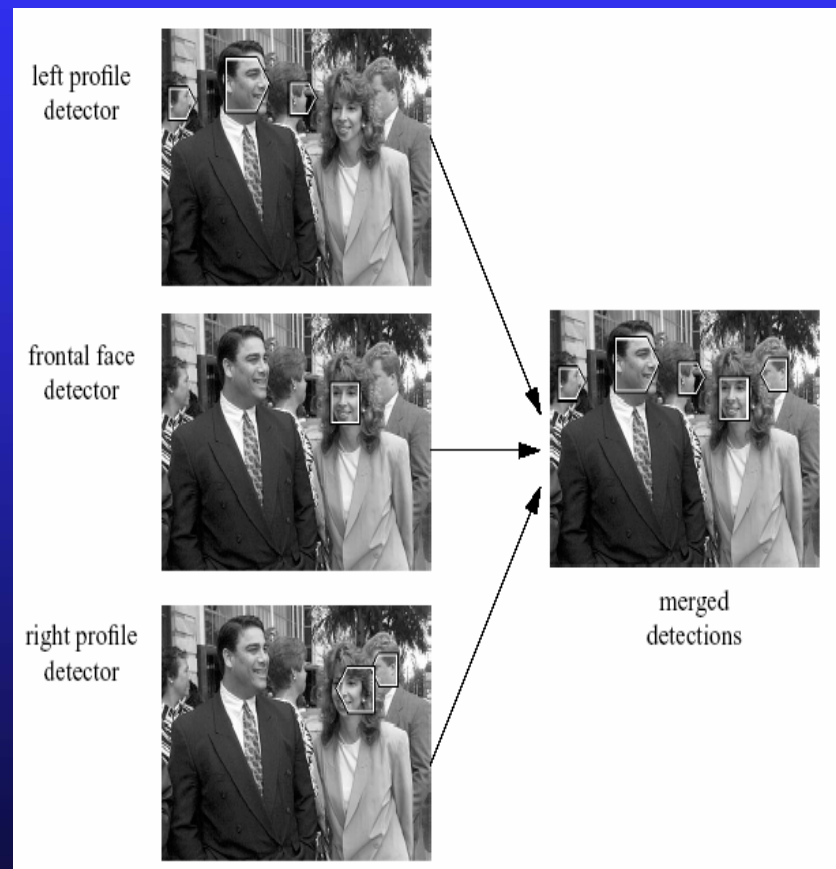 left profile
detector
frontal face
detector
right profile
detector
merged
detections